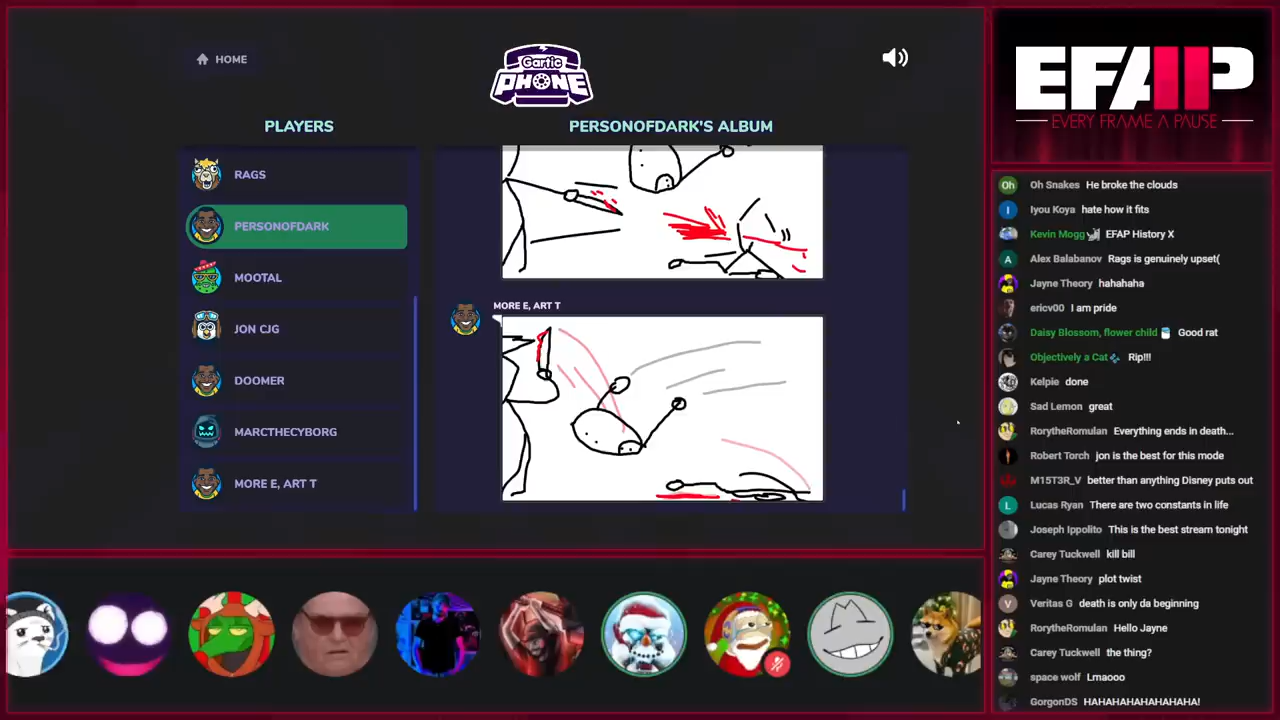 HOME
Gartic
PHONE
PLAYERS
PERSONOFDARK'S ALBUM
RAGS
PERSONOFDARK
MOOTAL
JON CJG
DOOMER
MARCTHECYBORG
MORE E, ART T
MORE E, ART T
EFAP
EVERY FRAME A PAUSE
Oh Oh Snakes He broke the clouds
I Iyou Koya hate how it fits
Kevin Mogg EFAP History X
A Alex Balabanov Rags is genuinely upset(
Jayne Theory hahahaha
ericv00 I am pride
Daisy Blossom, flower child Good rat
Objectively a Cat Rip!!!
Kelpie done
Sad Lemon great
RorytheRomulan Everything ends in death...
Robert Torch jon is the best for this mode
M15T3R_V better than anything Disney puts out
L Lucas Ryan There are two constants in life
Joseph Ippolito This is the best stream tonight
Carey Tuckwell kill bill
Jayne Theory plot twist
V Veritas G death is only da beginning
RorytheRomulan Hello Jayne
Carey Tuckwell the thing?
space wolf Lmaooo
GorgonDS HAHAHAHAHAHAHAHA!